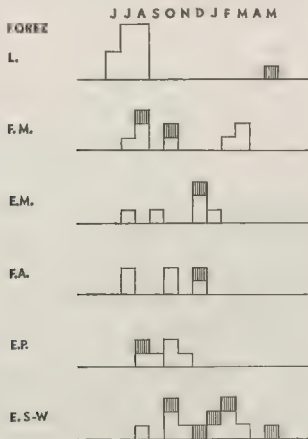 J J A S O N D J F M A M
FOREZ
L.
F.M.
E.M.
F.A.
E.P.
E. S-W